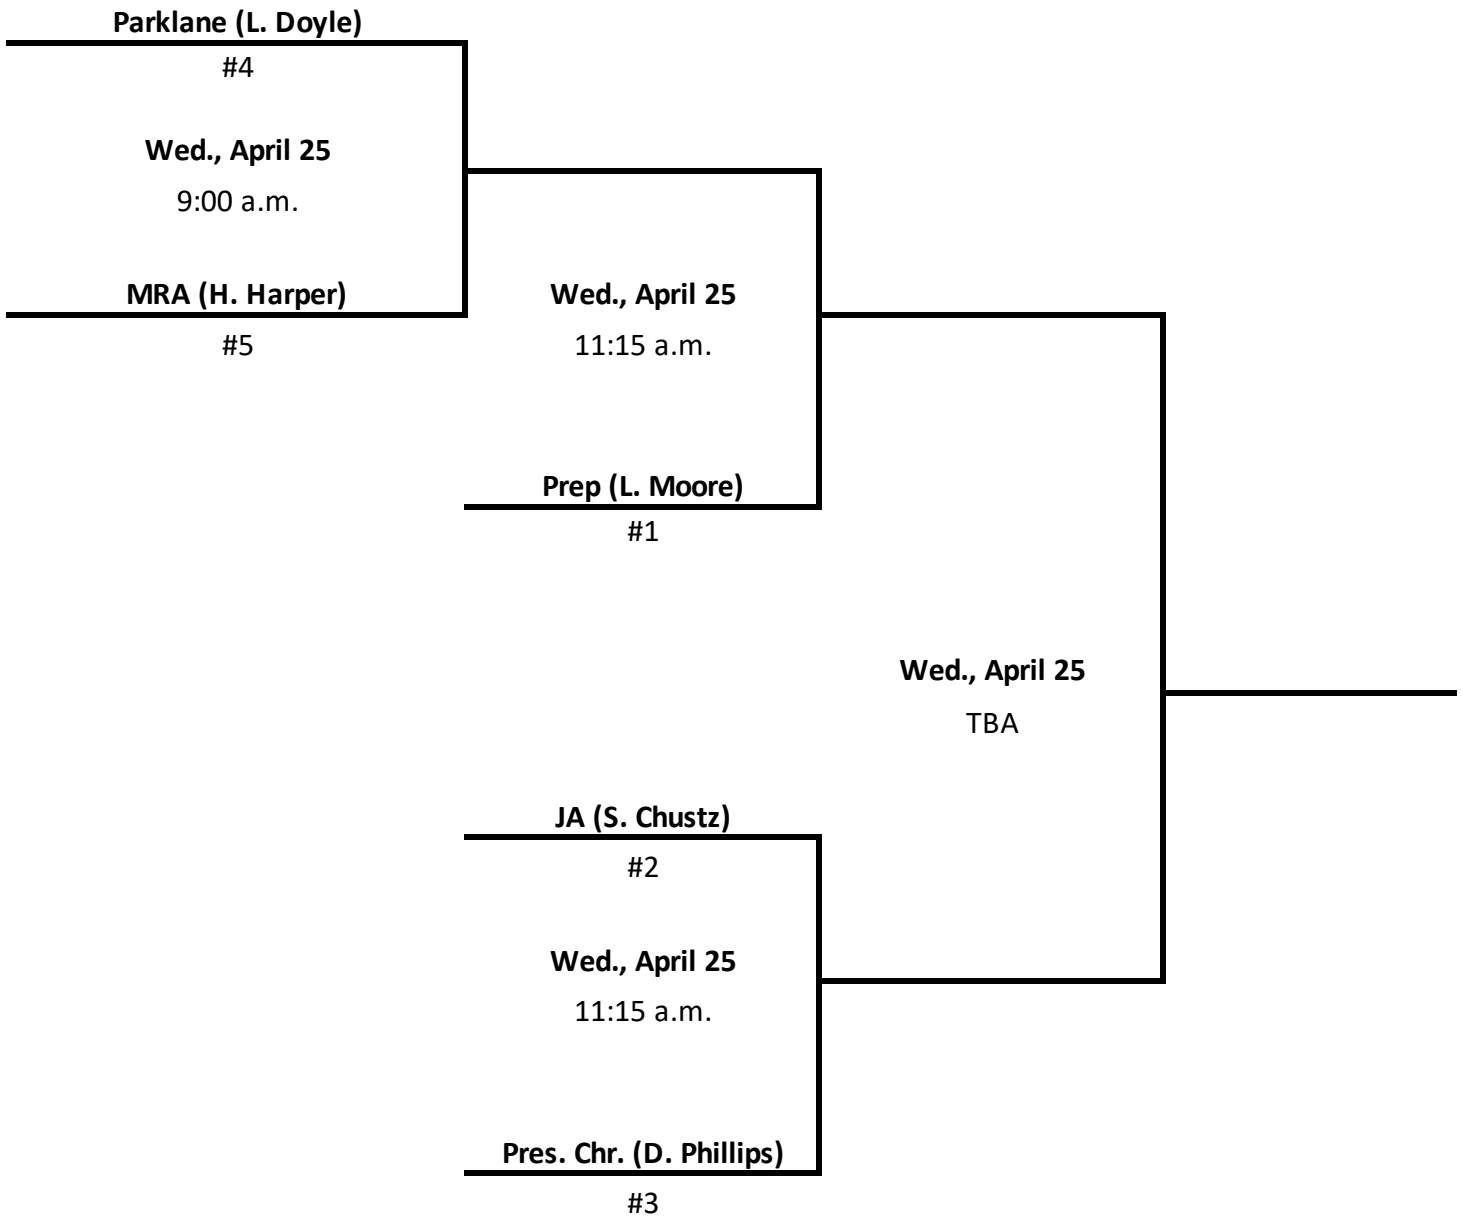 Parklane (L. Doyle)
#4
Wed., April 25
9:00 a.m.
MRA (H. Harper)
#5
Wed., April 25
11:15 a.m.
Prep (L. Moore)
#1
Wed., April 25
TBA
JA (S. Chustz)
#2
Wed., April 25
11:15 a.m.
Pres. Chr. (D. Phillips)
#3